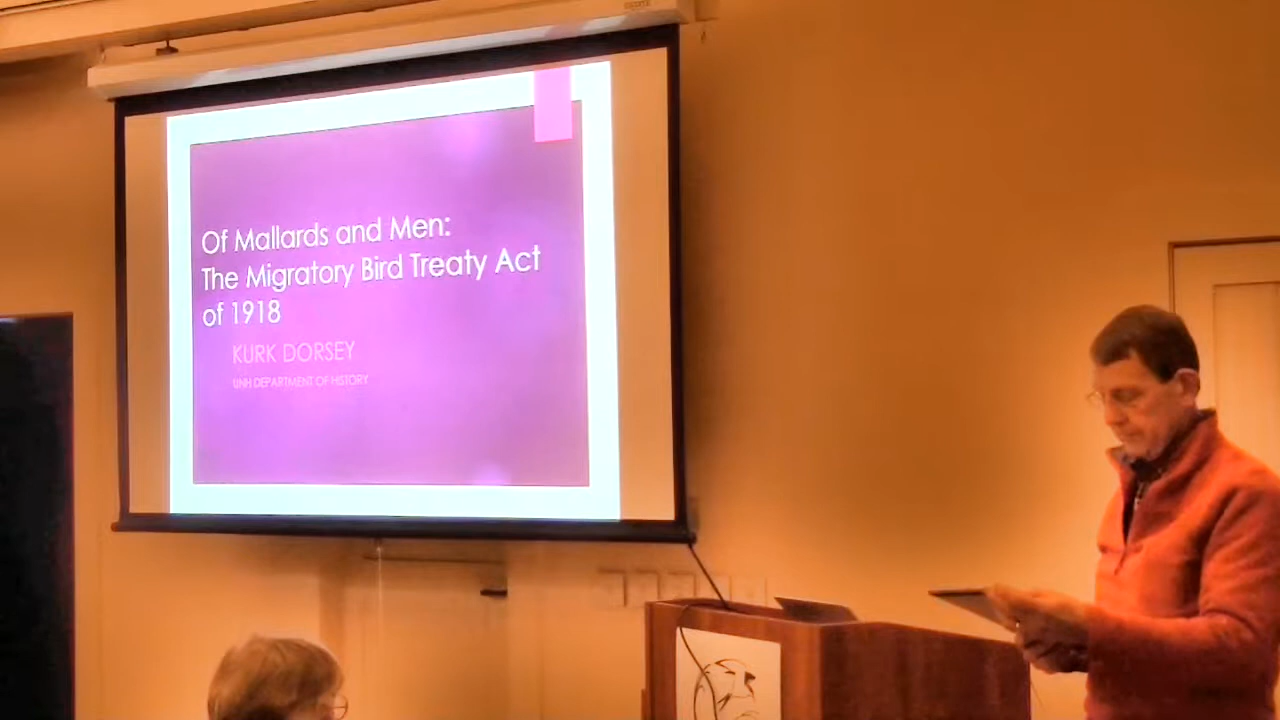 Of Mallards and Men:
The Migratory Bird Treaty Act
of 1918
KURK DORSEY
UNH DEPARTMENT OF HISTORY